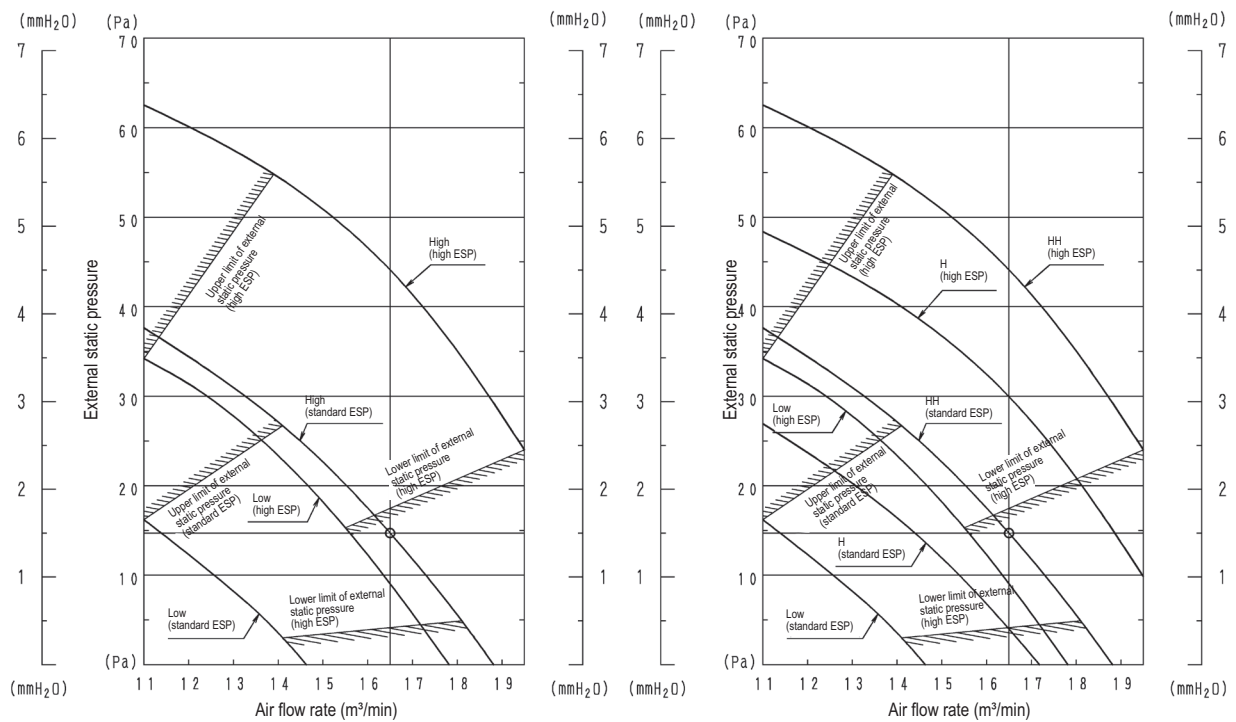 (mmH₂O) (Pa) (mmH₂O) (mmH₂O) (Pa) (mmH₂O)
7 70 7 7 70 7
6 60 6 6 60 6
5 50 5 5 50 5
4 40 4 4 40 4
3 30 3 3 30 3
2 20 2 2 20 2
1 10 1 1 10 1
0 (Pa) 0 0 (Pa) 0
(mmH₂O) (mmH₂O) (mmH₂O) (mmH₂O)
External static pressure
Upper limit of external
static pressure
(high ESP)
High
(high ESP)
High
(standard ESP)
Lower limit of external
static pressure
(high ESP)
Upper limit of external
static pressure
(standard ESP)
Low
(high ESP)
Low
(standard ESP)
Lower limit of external
static pressure
(high ESP)
11 12 13 14 15 16 17 18 19
Air flow rate (m³/min)
External static pressure
Upper limit of external
static pressure
(high ESP)
HH
(high ESP)
H
(high ESP)
Low
(high ESP)
HH
(standard ESP)
Lower limit of external
static pressure
(high ESP)
Upper limit of external
static pressure
(standard ESP)
H
(standard ESP)
Low
(standard ESP)
Lower limit of external
static pressure
(high ESP)
11 12 13 14 15 16 17 18 19
Air flow rate (m³/min)